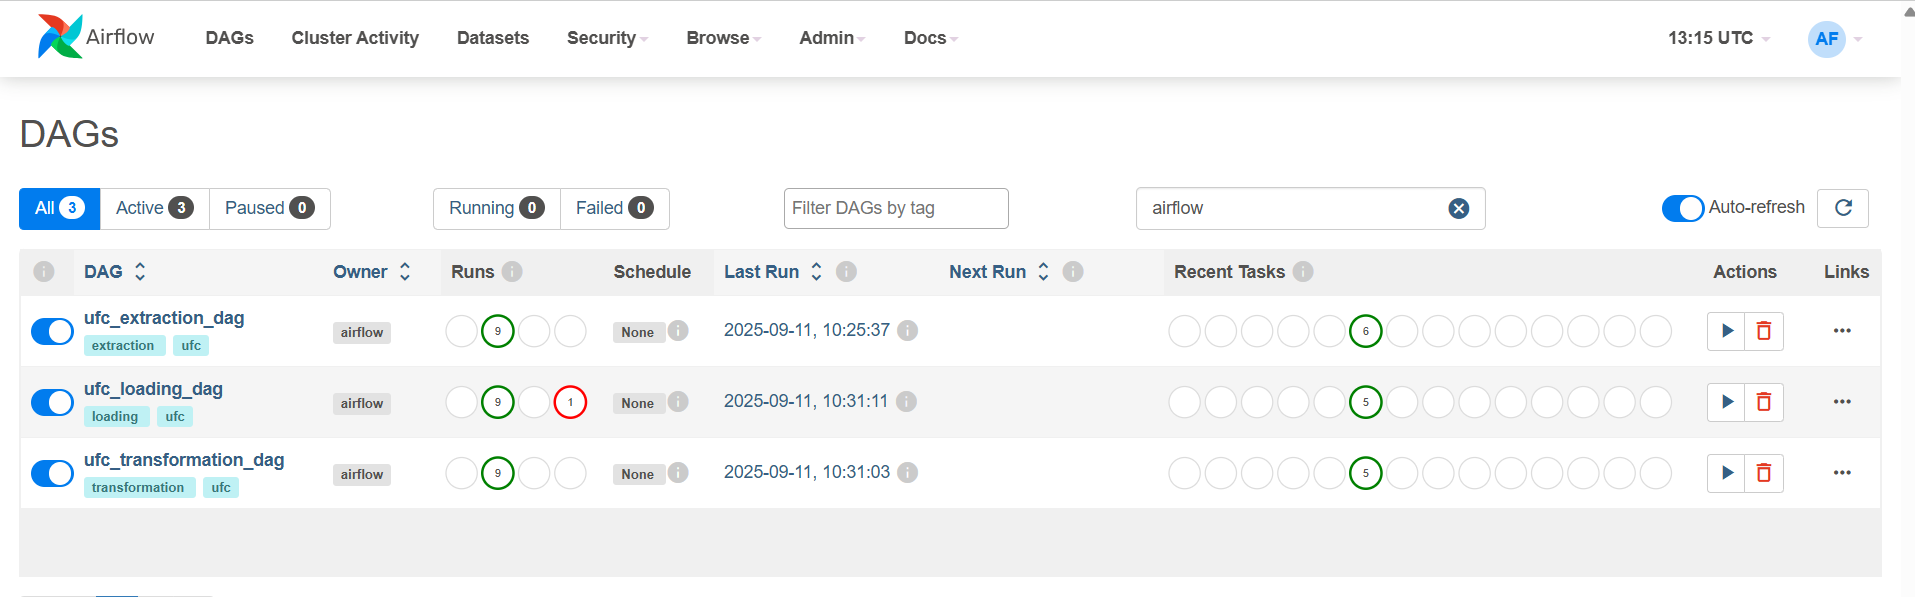 Airflow DAGs Cluster Activity Datasets Security Browse Admin Docs 13:15 UTC AF
DAGs
All 3 Active 3 Paused 0 Running 0 Failed 0 Filter DAGs by tag airflow Auto-refresh
i DAG Owner Runs i Schedule Last Run i Next Run i Recent Tasks i Actions Links
ufc_extraction_dag
airflow 9 None i 2025-09-11, 10:25:37 i 6 ...
extraction ufc
ufc_loading_dag
airflow 9 1 None i 2025-09-11, 10:31:11 i 5 ...
loading ufc
ufc_transformation_dag
airflow 9 None i 2025-09-11, 10:31:03 i 5 ...
transformation ufc